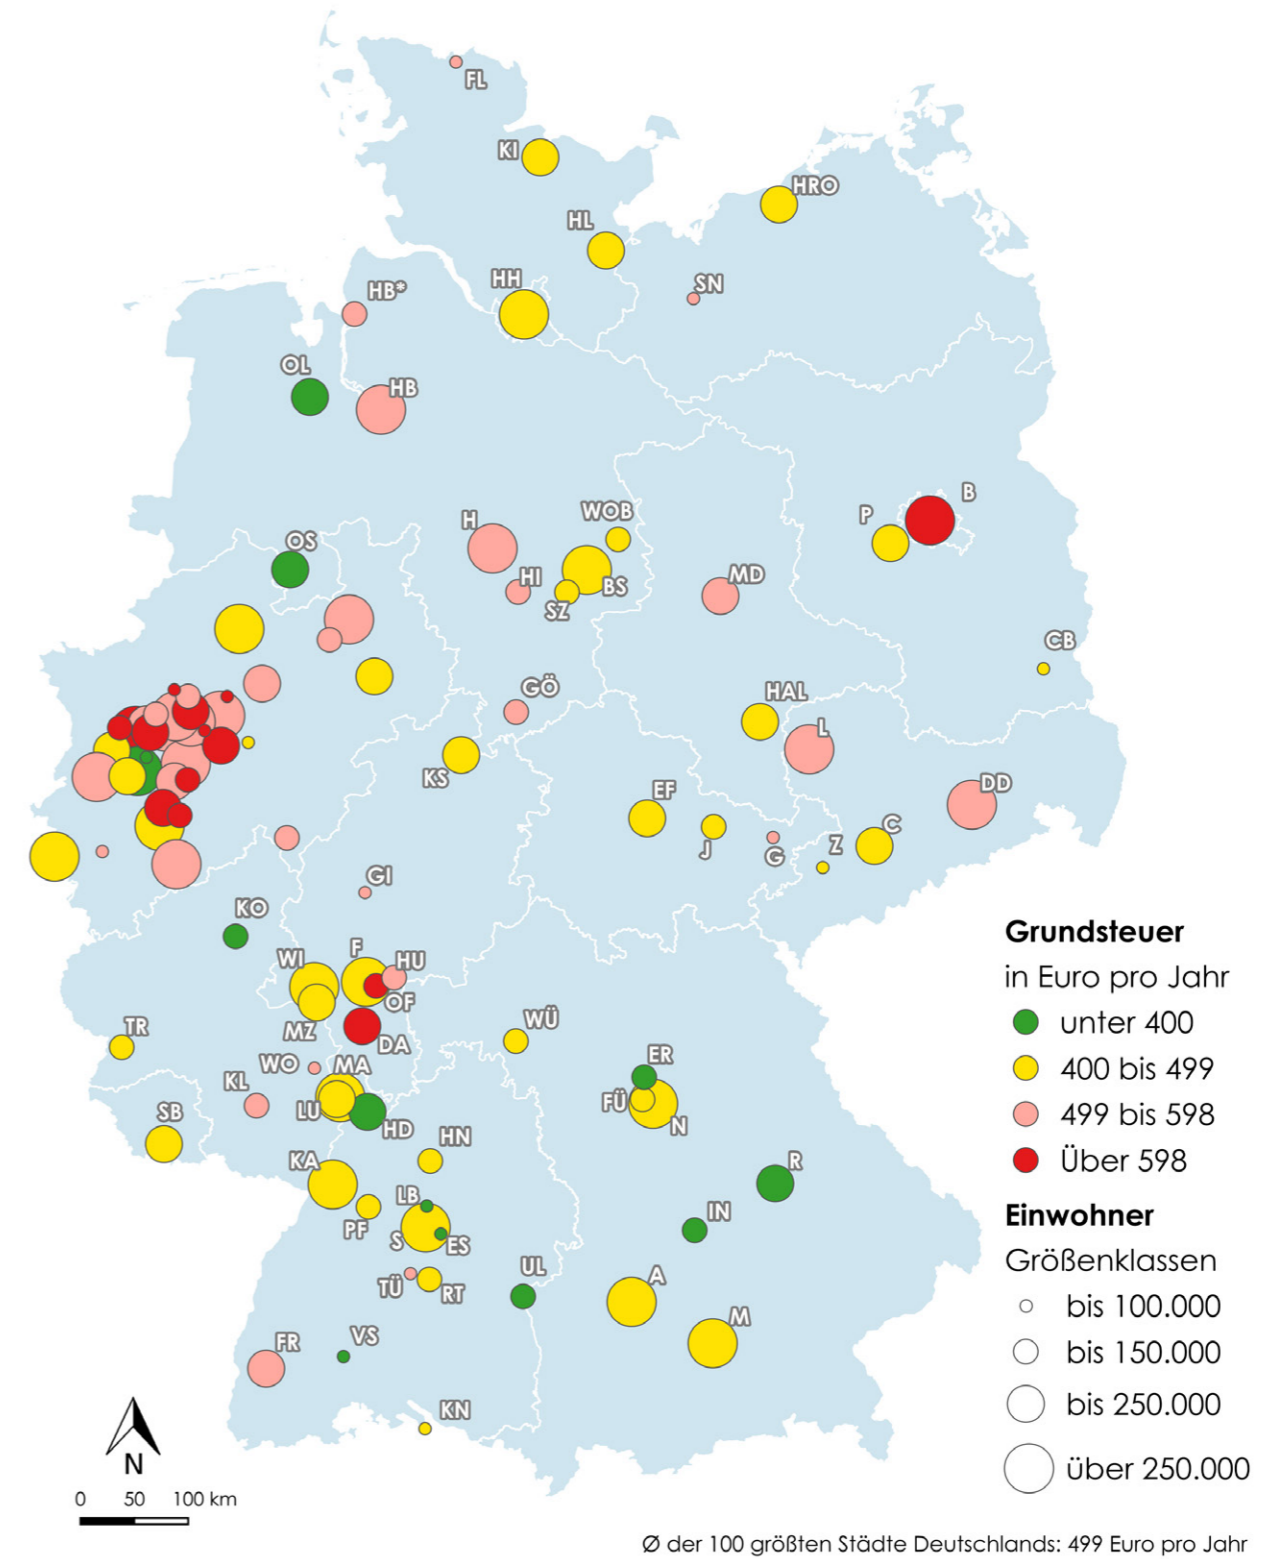 FL
KI
HRO
HL
HH
SN
HB*
OL
HB
B
P
H
WOB
OS
HI
BS
SZ
MD
CB
GÖ
HAL
L
KS
EF
DD
J
G
Z
C
GI
KO
WI
F
HU
OF
MZ
DA
TR
WÜ
WO
MA
ER
KL
LU
FÜ
N
SB
HD
HN
KA
R
LB
PF
S
ES
IN
UL
TÜ
RT
A
M
FR
VS
KN
N
0 50 100 km
Grundsteuer
in Euro pro Jahr
unter 400
400 bis 499
499 bis 598
Über 598
Einwohner
Größenklassen
bis 100.000
bis 150.000
bis 250.000
über 250.000
Ø der 100 größten Städte Deutschlands: 499 Euro pro Jahr